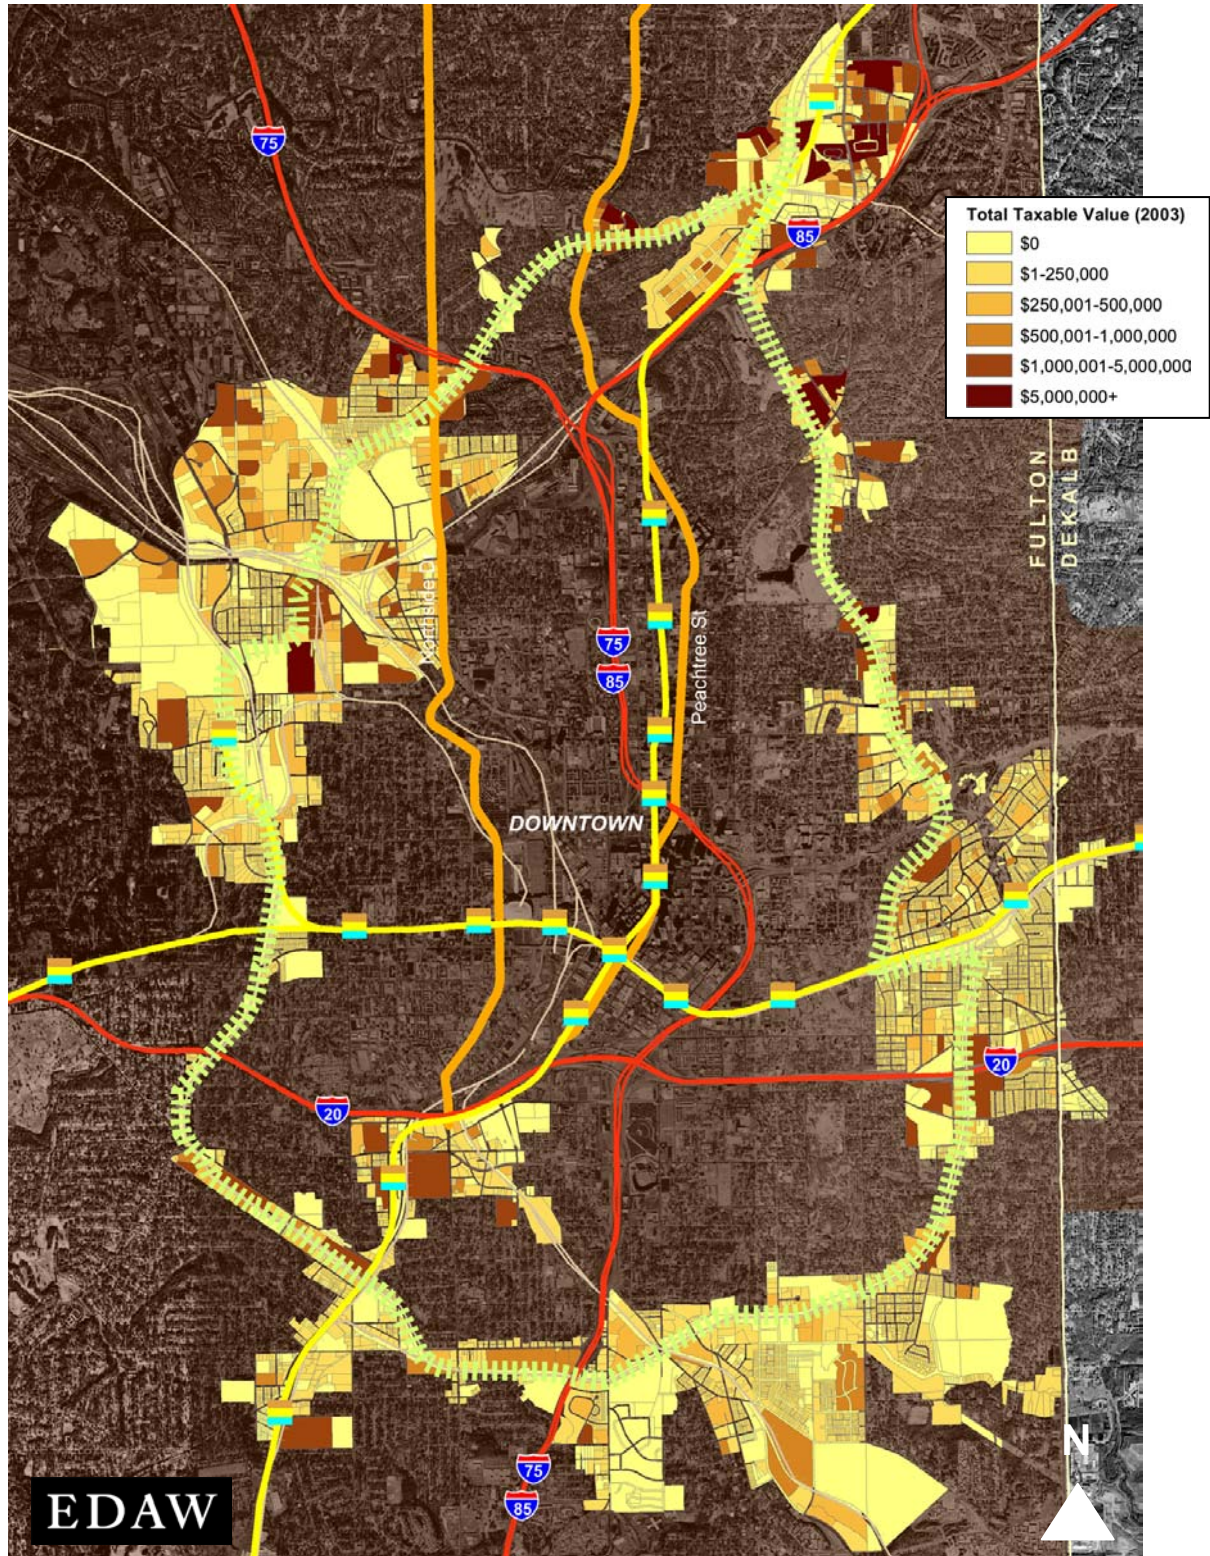 75
85
Total Taxable Value (2003)
$0
$1-250,000
$250,001-500,000
$500,001-1,000,000
$1,000,001-5,000,000
$5,000,000+
FULTON
DEKALB
Northside Dr
75
85
Peachtree St
DOWNTOWN
20
20
75
85
N
EDAW